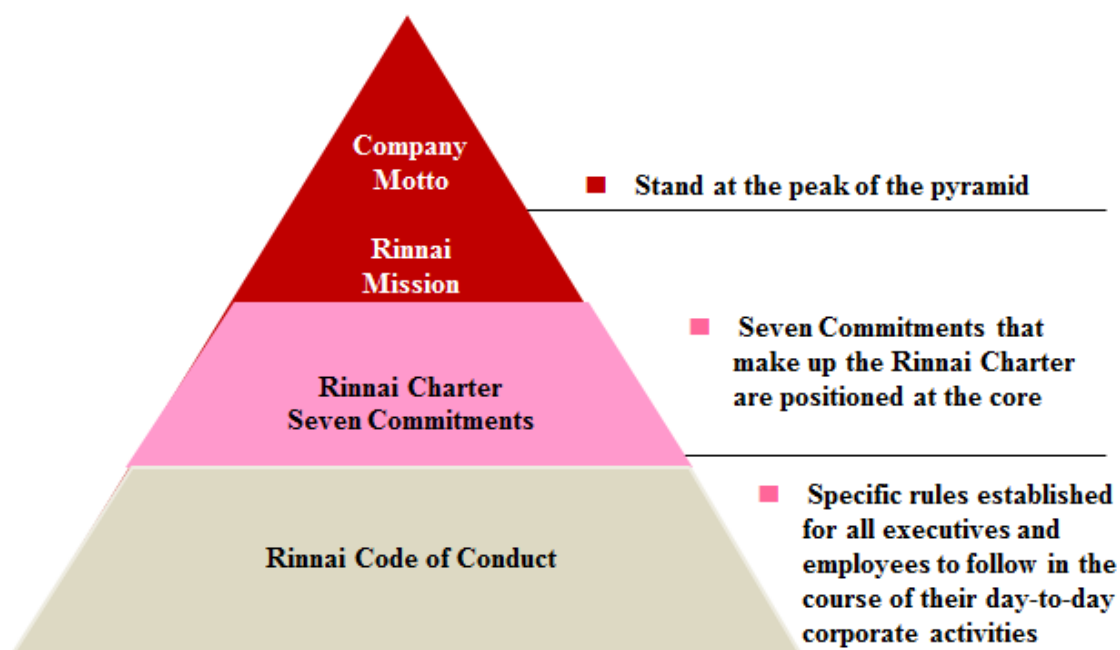 Company
Motto
Rinnai
Mission
Stand at the peak of the pyramid
Rinnai Charter
Seven Commitments
Seven Commitments that
make up the Rinnai Charter
are positioned at the core
Rinnai Code of Conduct
Specific rules established
for all executives and
employees to follow in the
course of their day-to-day
corporate activities